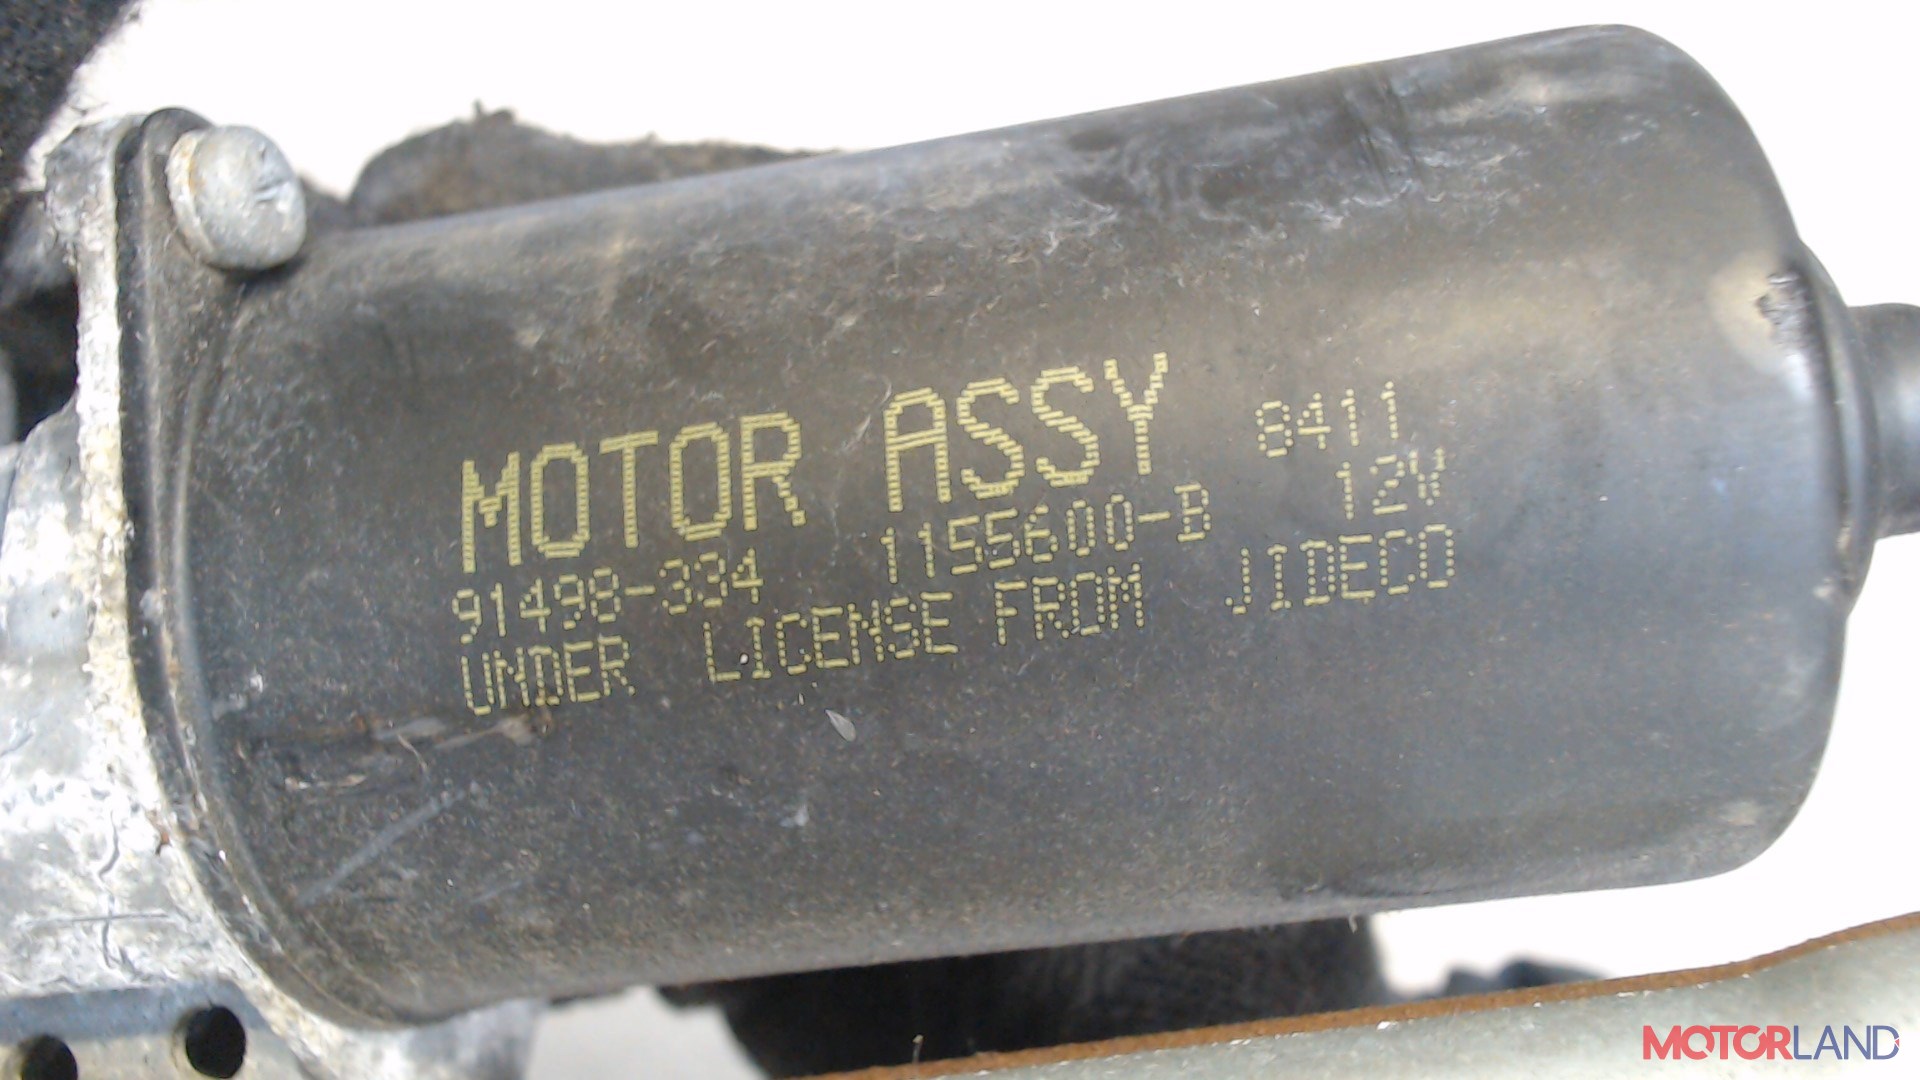 MOTOR ASSY 8411
91498-334 1155600-B 12V
UNDER LICENSE FROM JIDECO
MOTORLAND